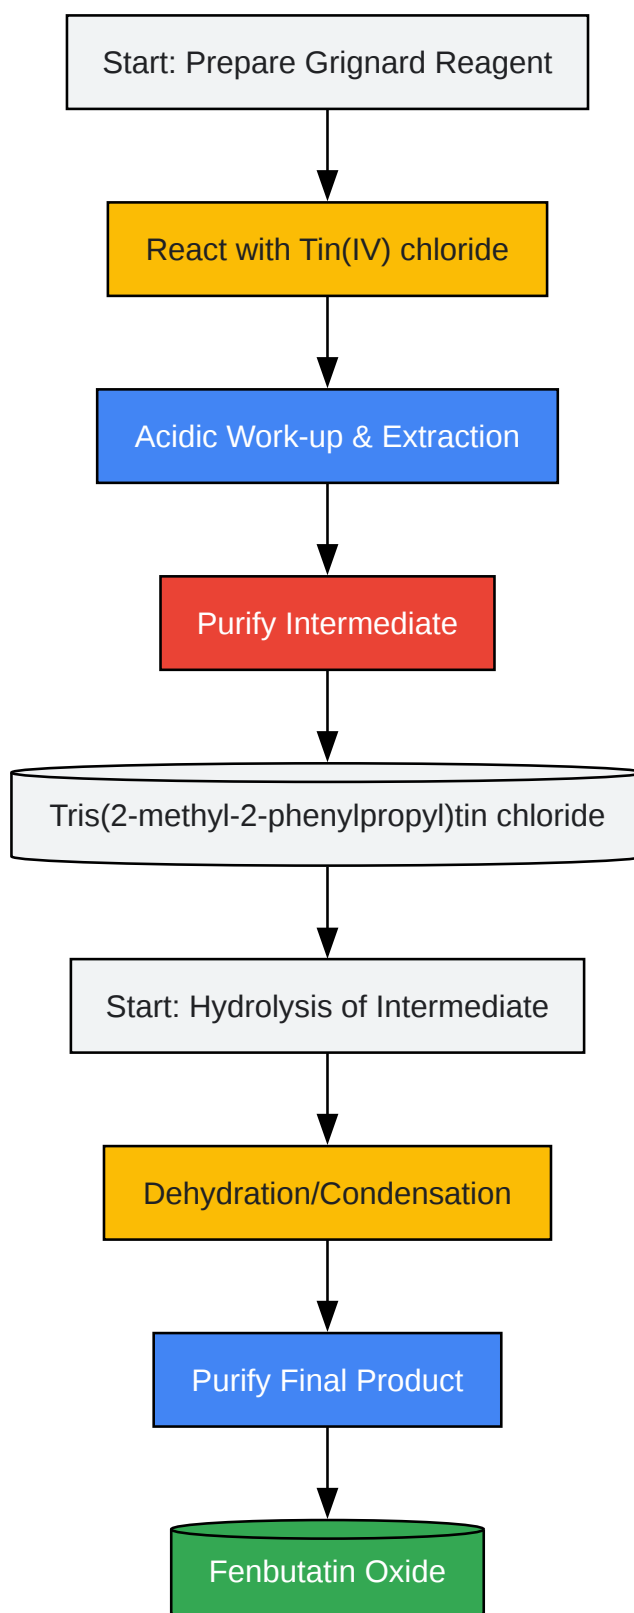 Start: Prepare Grignard Reagent
React with Tin(IV) chloride
Acidic Work-up & Extraction
Purify Intermediate
Tris(2-methyl-2-phenylpropyl)tin chloride
Start: Hydrolysis of Intermediate
Dehydration/Condensation
Purify Final Product
Fenbutatin Oxide